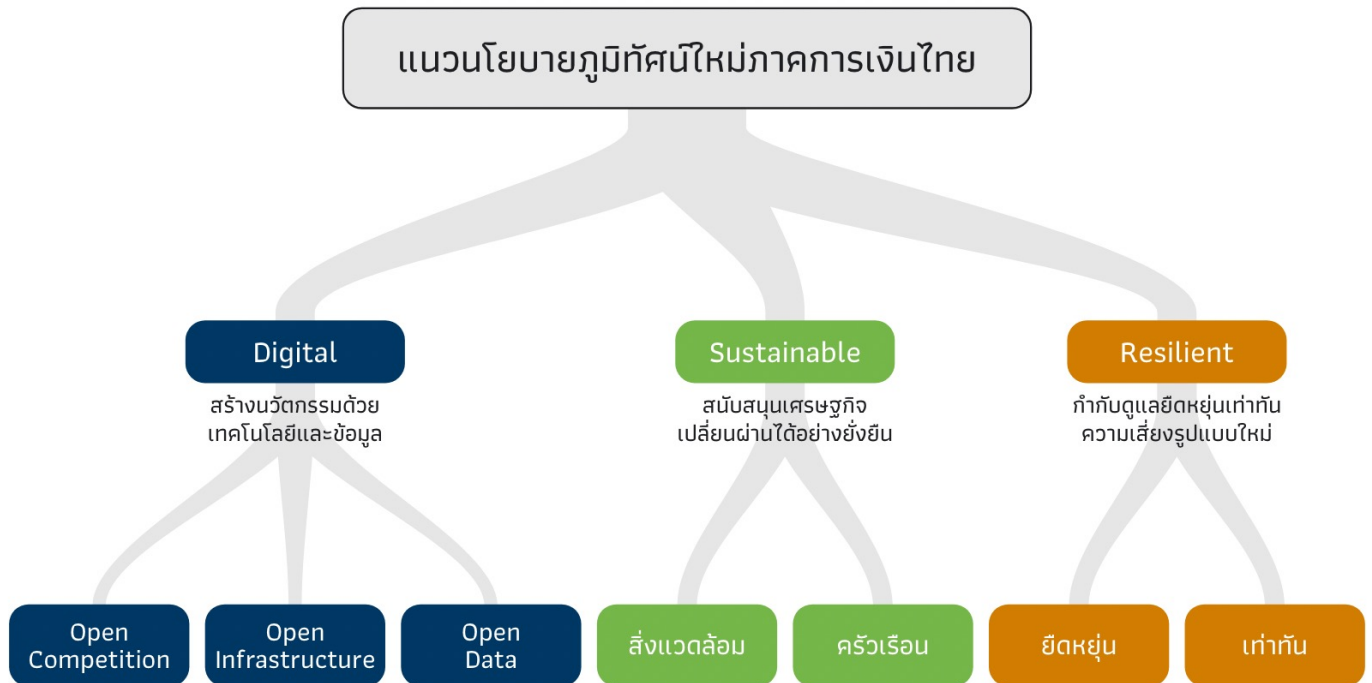 แนวนโยบายภูมิทัศน์ใหม่ภาคการเงินไทย
Digital
สร้างนวัตกรรมด้วย
เทคโนโลยีและข้อมูล
Sustainable
สนับสนุนเศรษฐกิจ
เปลี่ยนผ่านได้อย่างยั่งยืน
Resilient
กำกับดูแลยืดหยุ่นเท่าทัน
ความเสี่ยงรูปแบบใหม่
Open
Competition
Open
Infrastructure
Open
Data
สิ่งแวดล้อม
ครัวเรือน
ยืดหยุ่น
เท่าทัน